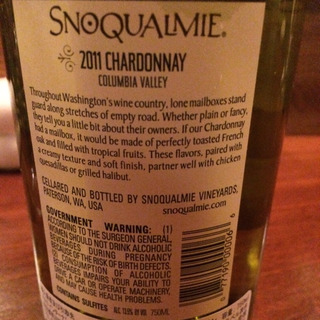 SNOQUALMIE®
2011 CHARDONNAY
COLUMBIA VALLEY
Throughout Washington's wine country, lone mailboxes stand
guard along stretches of empty road. Whether plain or fancy,
they tell you a little bit about their owners. If our Chardonnay
had a mailbox, it would be made of perfectly toasted French
oak and filled with tropical fruits. These flavors, paired with
a creamy texture and soft finish, partner well with chicken
quesadillas or grilled halibut.
CELLARED AND BOTTLED BY SNOQUALMIE VINEYARDS,
PATERSON, WA, USA
snoqualmie.com
GOVERNMENT WARNING: (1)
ACCORDING TO THE SURGEON GENERAL,
WOMEN SHOULD NOT DRINK ALCOHOLIC
BEVERAGES DURING PREGNANCY
BECAUSE OF THE RISK OF BIRTH DEFECTS.
CONSUMPTION OF ALCOHOLIC
BEVERAGES IMPAIRS YOUR ABILITY TO
CAR OR OPERATE MACHINERY,
AND MAY CAUSE HEALTH PROBLEMS.
CONTAINS SULFITES
750ML